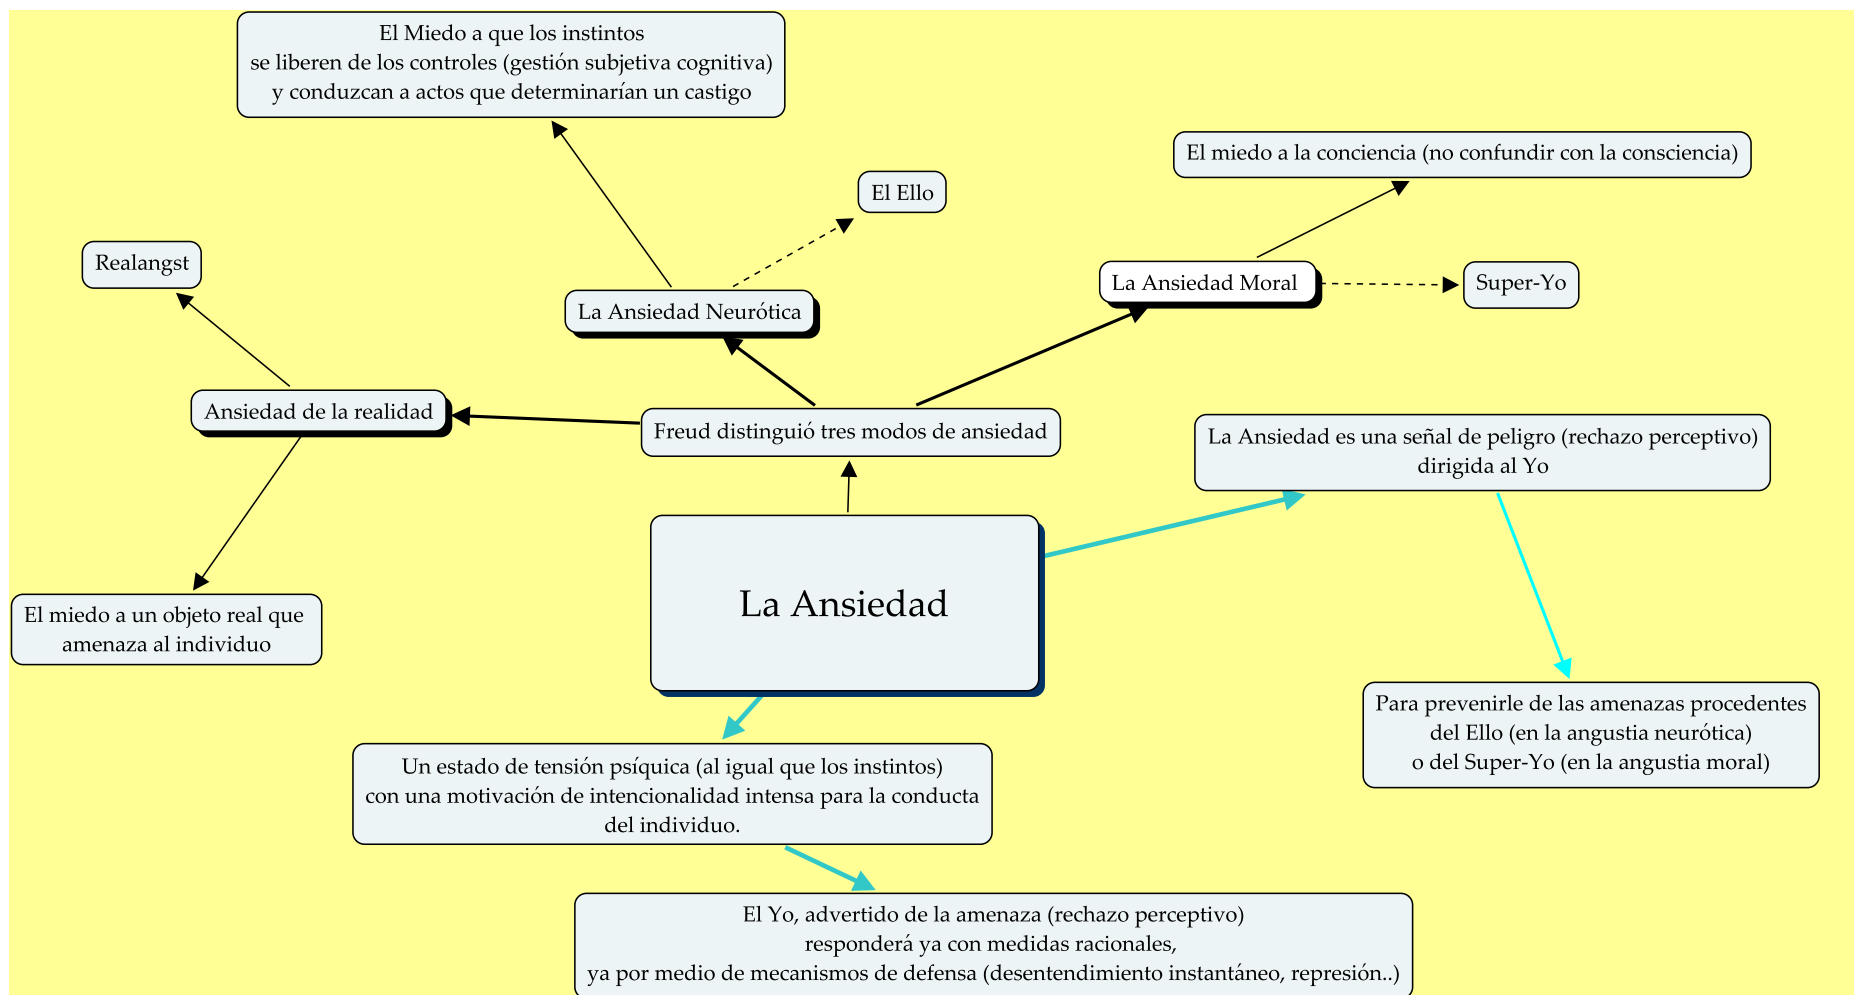 El Miedo a que los instintos
se liberen de los controles (gestión subjetiva cognitiva)
y conduzcan a actos que determinarían un castigo
El miedo a la conciencia (no confundir con la consciencia)
El Ello
Realangst
La Ansiedad Moral
Super-Yo
La Ansiedad Neurótica
Ansiedad de la realidad
Freud distinguió tres modos de ansiedad
La Ansiedad es una señal de peligro (rechazo perceptivo)
dirigida al Yo
La Ansiedad
El miedo a un objeto real que
amenaza al individuo
Para prevenirle de las amenazas procedentes
del Ello (en la angustia neurótica)
o del Super-Yo (en la angustia moral)
Un estado de tensión psíquica (al igual que los instintos)
con una motivación de intencionalidad intensa para la conducta
del individuo.
El Yo, advertido de la amenaza (rechazo perceptivo)
responderá ya con medidas racionales,
ya por medio de mecanismos de defensa (desentendimiento instantáneo, represión..)